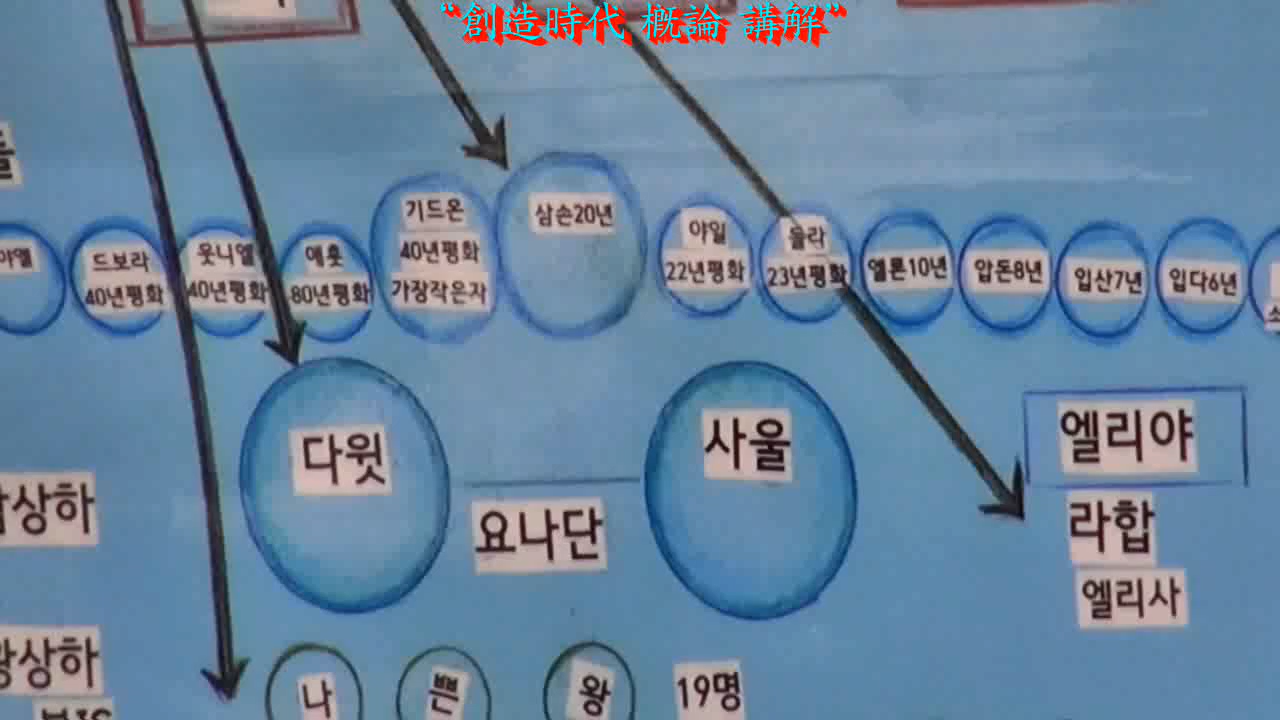 “創造時代 槪論 講解”
들
야엘
드보라
40년평화
옷니엘
40년평화
에훗
80년평화
기드온
40년평화
가장작은자
삼손20년
야일
22년평화
돌라
23년평화
엘론10년
압돈8년
입산7년
입다6년
다윗
사울
요나단
엘리야
라합
엘리사
상하
왕상하
나
쁜
왕
19명